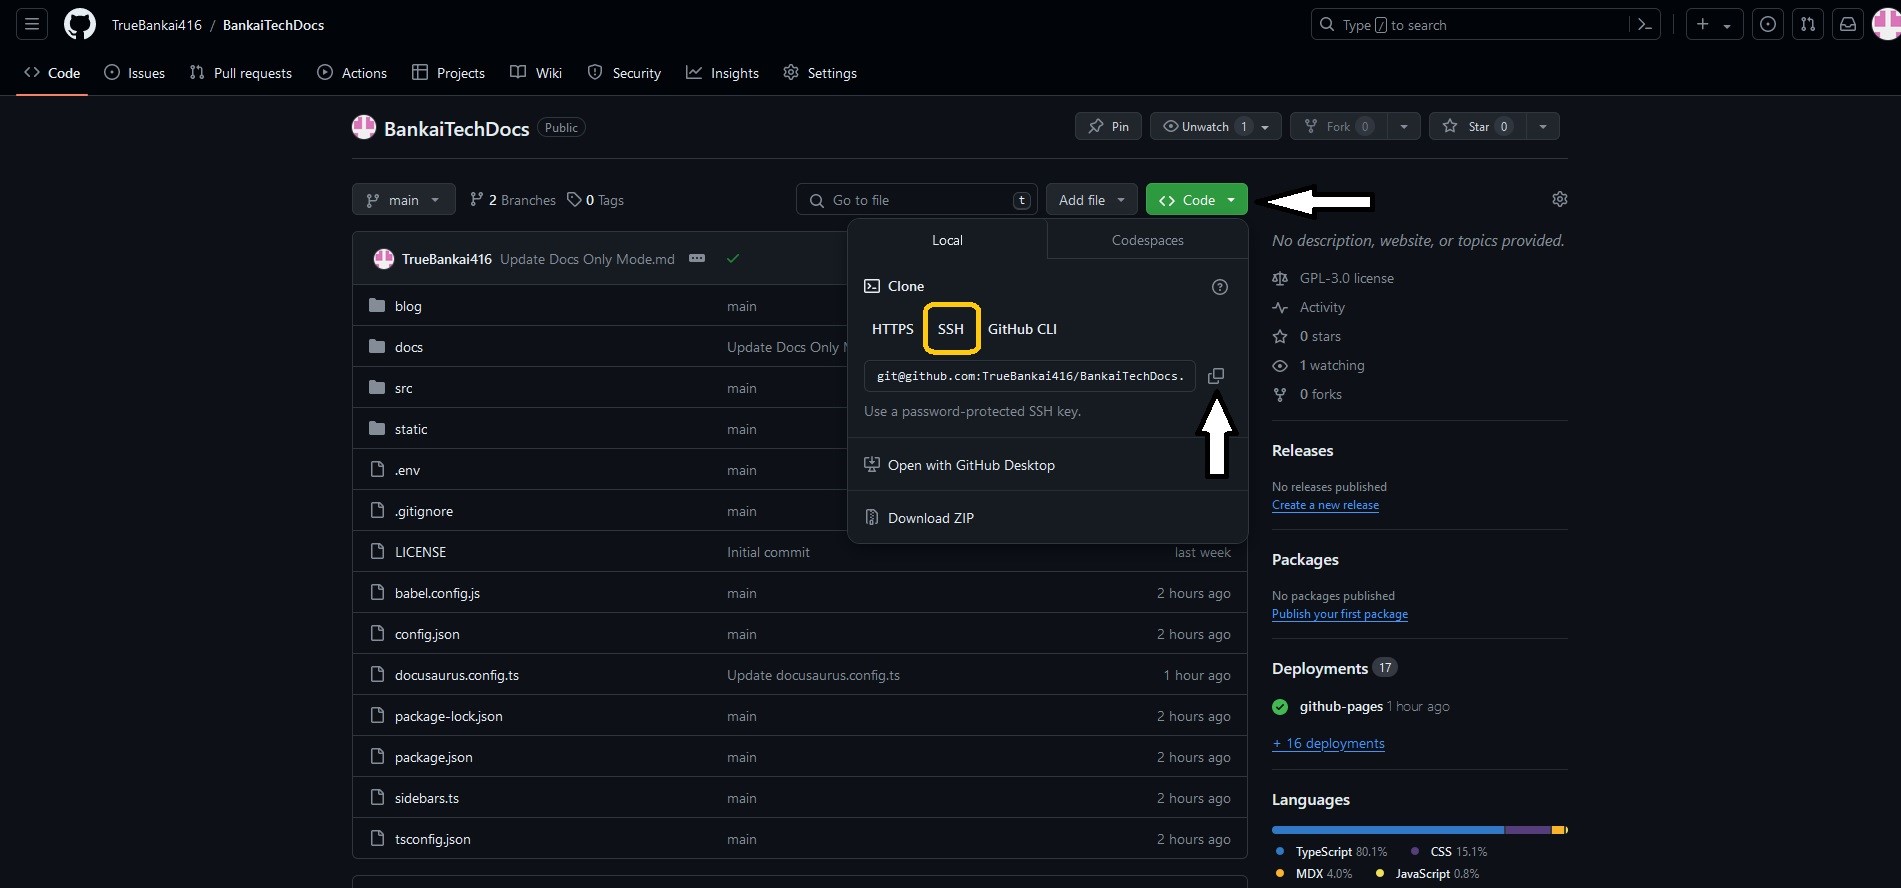 TrueBankai416 / BankaiTechDocs
Type / to search
Code Issues Pull requests Actions Projects Wiki Security Insights Settings
BankaiTechDocs Public
Pin Unwatch 1 Fork 0 Star 0
main 2 Branches 0 Tags Go to file t Add file Code
Local Codespaces
Clone
HTTPS SSH GitHub CLI
git@github.com:TrueBankai416/BankaiTechDocs.
Use a password-protected SSH key.
Open with GitHub Desktop
Download ZIP
TrueBankai416 Update Docs Only Mode.md
blog main
docs Update Docs Only
src main
static main
.env main
.gitignore main
LICENSE Initial commit last week
babel.config.js main 2 hours ago
config.json main 2 hours ago
docusaurus.config.ts Update docusaurus.config.ts 1 hour ago
package-lock.json main 2 hours ago
package.json main 2 hours ago
sidebars.ts main 2 hours ago
tsconfig.json main 2 hours ago
No description, website, or topics provided.
GPL-3.0 license
Activity
0 stars
1 watching
0 forks
Releases
No releases published
Create a new release
Packages
No packages published
Publish your first package
Deployments 17
github-pages 1 hour ago
+ 16 deployments
Languages
TypeScript 80.1% CSS 15.1%
MDX 4.0% JavaScript 0.8%